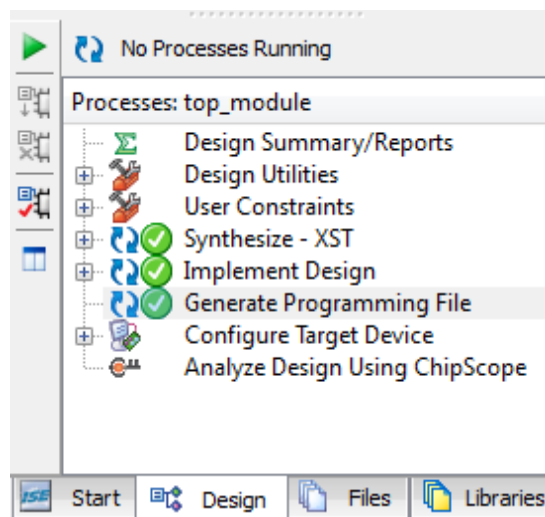 No Processes Running
Processes: top_module
Design Summary/Reports
Design Utilities
User Constraints
Synthesize - XST
Implement Design
Generate Programming File
Configure Target Device
Analyze Design Using ChipScope
ISE Start Design Files Libraries